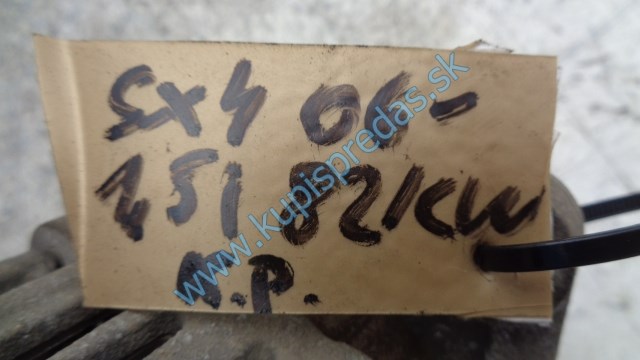 SX4 06-
1,5i 82KW
N.P.
www.kupispredas.sk